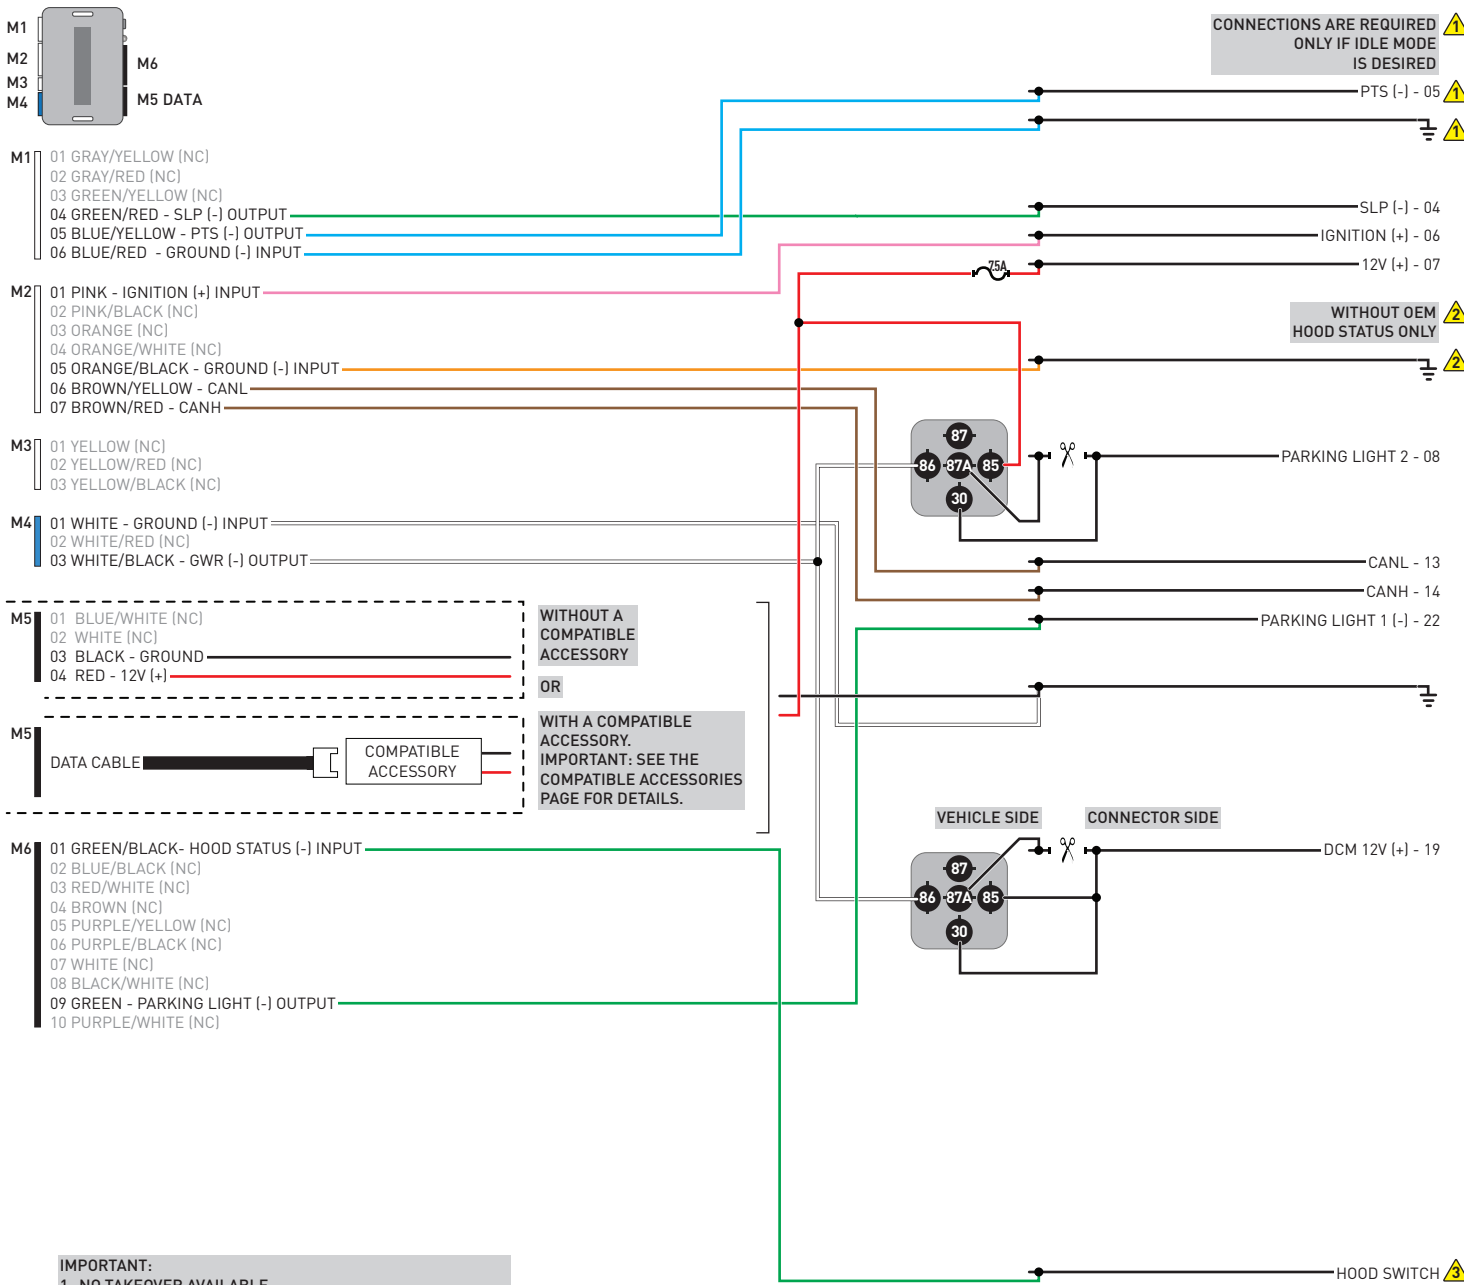 M1
M2
M3
M4
M6
M5 DATA
CONNECTIONS ARE REQUIRED
ONLY IF IDLE MODE
IS DESIRED
1
PTS (-) - 05
1
1
M1
01 GRAY/YELLOW (NC)
02 GRAY/RED (NC)
03 GREEN/YELLOW (NC)
04 GREEN/RED - SLP (-) OUTPUT
05 BLUE/YELLOW - PTS (-) OUTPUT
06 BLUE/RED - GROUND (-) INPUT
SLP (-) - 04
IGNITION (+) - 06
7.5A
12V (+) - 07
M2
01 PINK - IGNITION (+) INPUT
02 PINK/BLACK (NC)
03 ORANGE (NC)
04 ORANGE/WHITE (NC)
05 ORANGE/BLACK - GROUND (-) INPUT
06 BROWN/YELLOW - CANL
07 BROWN/RED - CANH
WITHOUT OEM
HOOD STATUS ONLY
2
2
M3
01 YELLOW (NC)
02 YELLOW/RED (NC)
03 YELLOW/BLACK (NC)
87
86
87A
85
30
PARKING LIGHT 2 - 08
M4
01 WHITE - GROUND (-) INPUT
02 WHITE/RED (NC)
03 WHITE/BLACK - GWR (-) OUTPUT
CANL - 13
CANH - 14
PARKING LIGHT 1 (-) - 22
M5
01 BLUE/WHITE (NC)
02 WHITE (NC)
03 BLACK - GROUND
04 RED - 12V (+)
WITHOUT A
COMPATIBLE
ACCESSORY
OR
M5
DATA CABLE
COMPATIBLE
ACCESSORY
WITH A COMPATIBLE
ACCESSORY.
IMPORTANT: SEE THE
COMPATIBLE ACCESSORIES
PAGE FOR DETAILS.
VEHICLE SIDE
CONNECTOR SIDE
M6
01 GREEN/BLACK- HOOD STATUS (-) INPUT
02 BLUE/BLACK (NC)
03 RED/WHITE (NC)
04 BROWN (NC)
05 PURPLE/YELLOW (NC)
06 PURPLE/BLACK (NC)
07 WHITE (NC)
08 BLACK/WHITE (NC)
09 GREEN - PARKING LIGHT (-) OUTPUT
10 PURPLE/WHITE (NC)
87
86
87A
85
30
DCM 12V (+) - 19
IMPORTANT:
1- NO TAKEOVER AVAILABLE
HOOD SWITCH
3